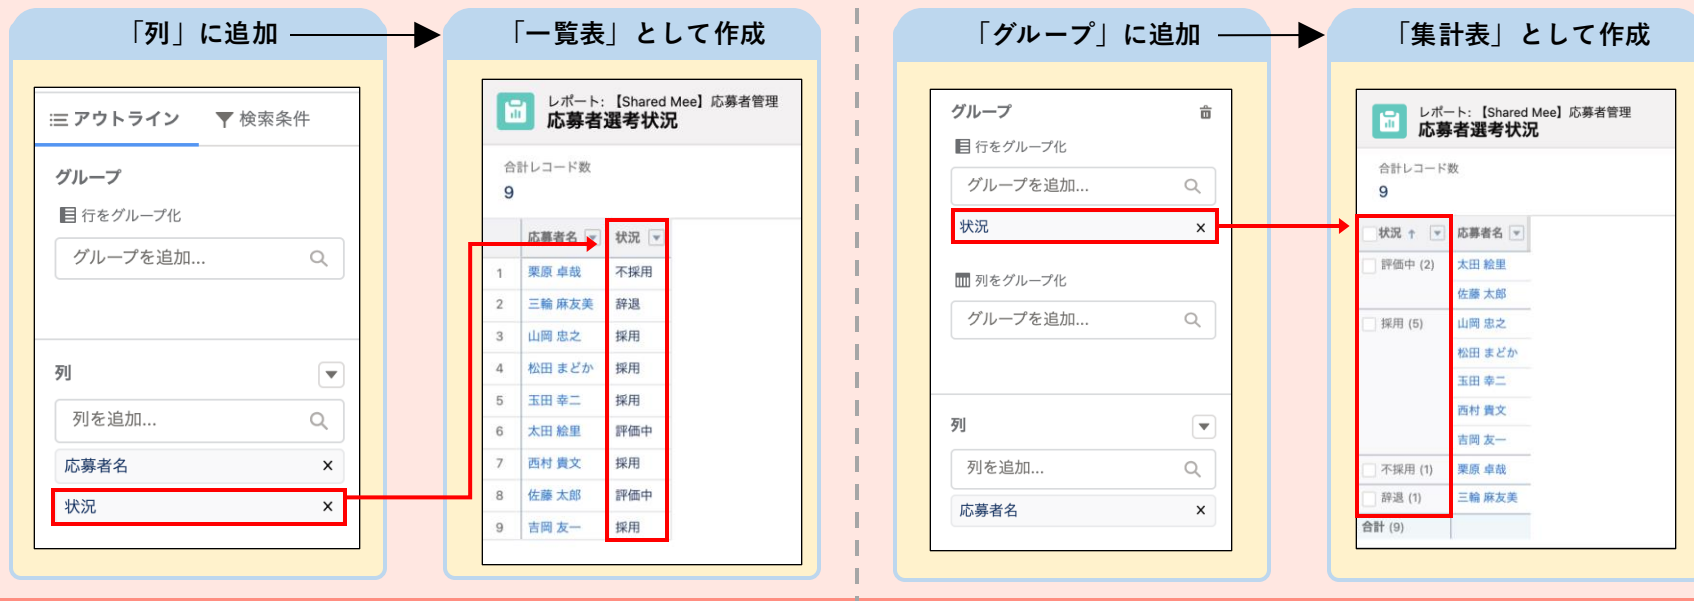 「列」に追加
アウトライン
検索条件
グループ
行をグループ化
グループを追加...
列
列を追加...
応募者名 ×
状況 ×
「一覧表」として作成
レポート: 【Shared Mee】応募者管理
応募者選考状況
合計レコード数
9
応募者名 状況
1 栗原 卓哉 不採用
2 三輪 麻友美 辞退
3 山岡 忠之 採用
4 松田 まどか 採用
5 玉田 幸二 採用
6 太田 絵里 評価中
7 西村 貴文 採用
8 佐藤 太郎 評価中
9 吉岡 友一 採用
「グループ」に追加
グループ
行をグループ化
グループを追加...
状況 ×
列をグループ化
グループを追加...
列
列を追加...
応募者名 ×
「集計表」として作成
レポート: 【Shared Mee】応募者管理
応募者選考状況
合計レコード数
9
状況 ↑ 応募者名
評価中 (2) 太田 絵里
佐藤 太郎
採用 (5) 山岡 忠之
松田 まどか
玉田 幸二
西村 貴文
吉岡 友一
不採用 (1) 栗原 卓哉
辞退 (1) 三輪 麻友美
合計 (9)